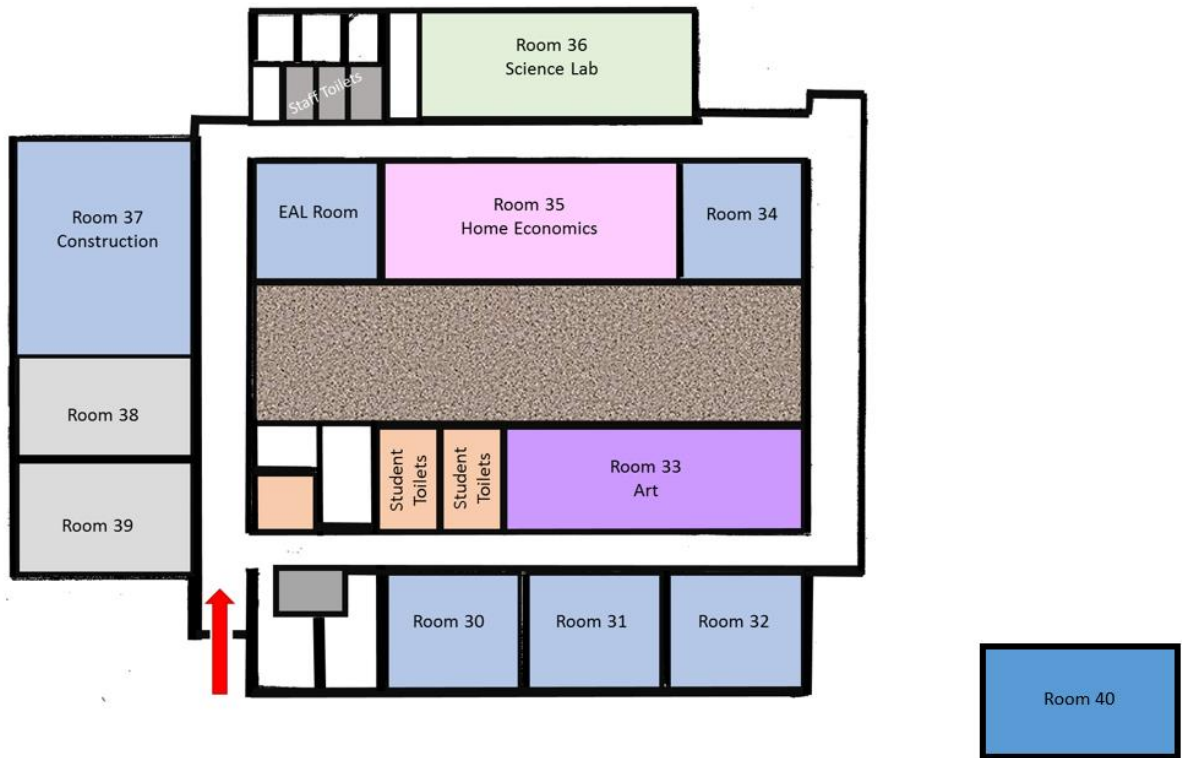 Room 36
Science Lab
Staff Toilets
Room 37
Construction
EAL Room
Room 35
Home Economics
Room 34
Room 38
Room 39
Student
Toilets
Student
Toilets
Room 33
Art
Room 30
Room 31
Room 32
Room 40